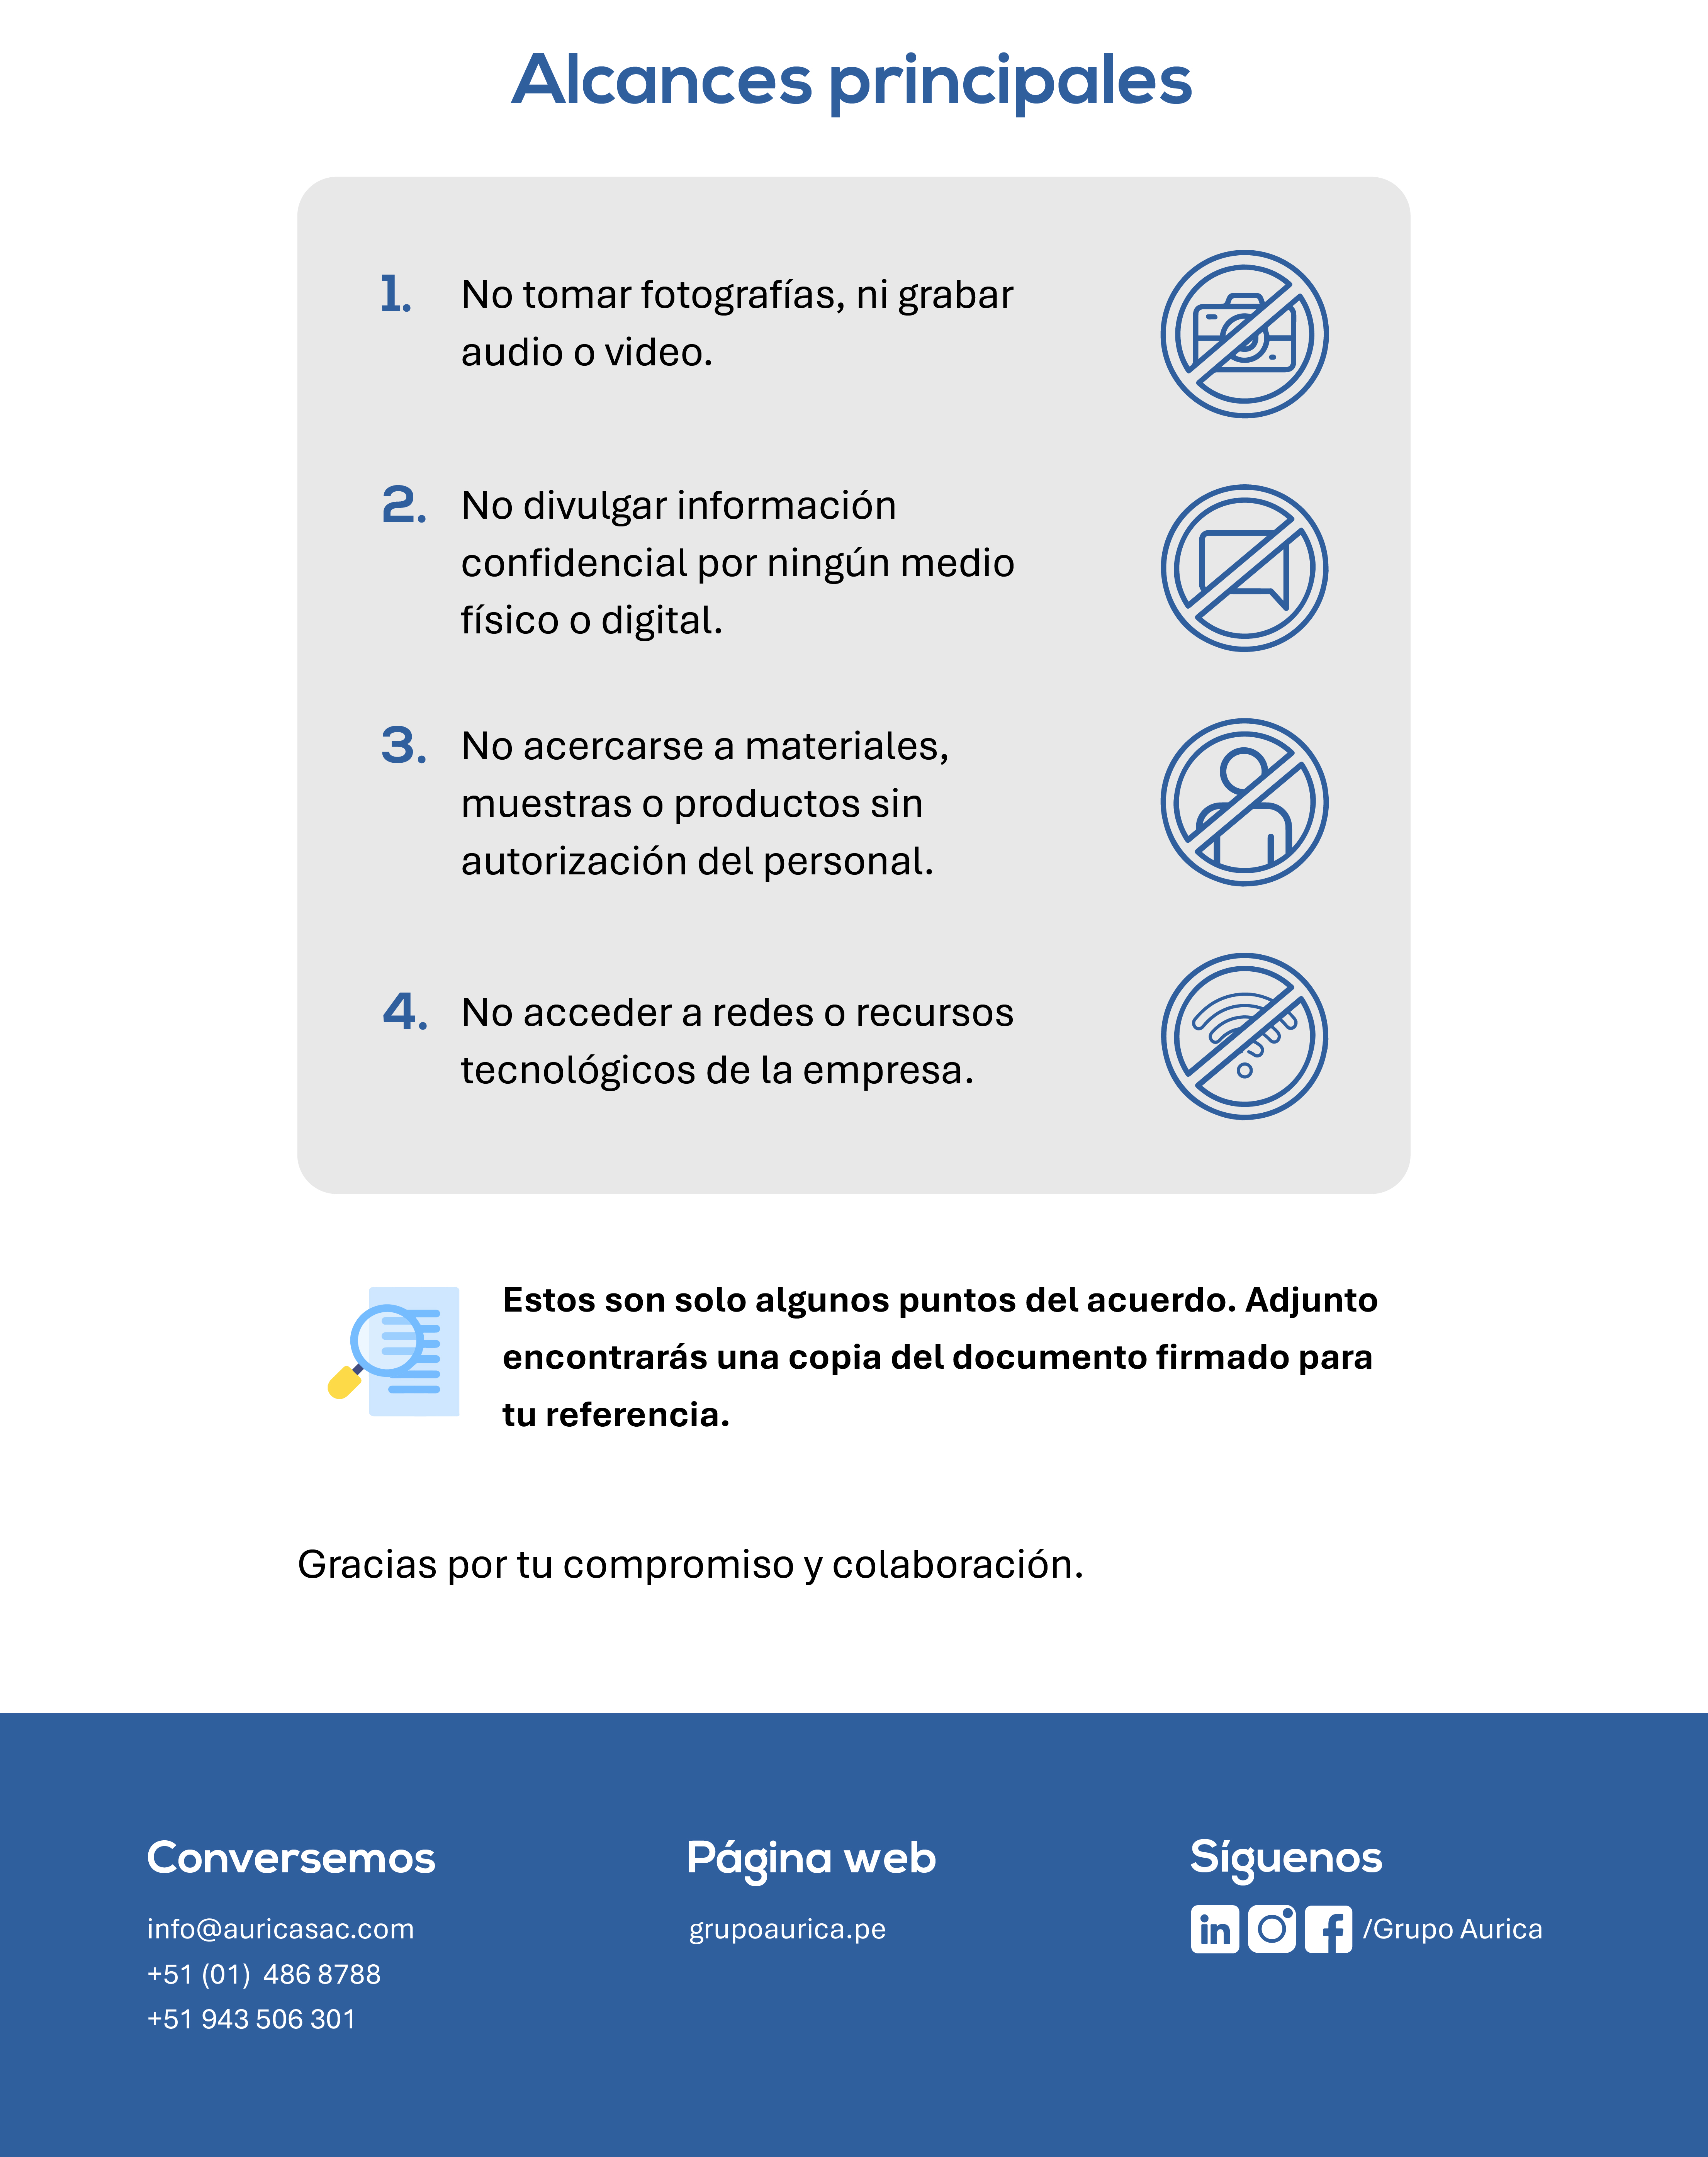 Alcances principales
1. No tomar fotografías, ni grabar
audio o video.
2. No divulgar información
confidencial por ningún medio
físico o digital.
3. No acercarse a materiales,
muestras o productos sin
autorización del personal.
4. No acceder a redes o recursos
tecnológicos de la empresa.
Estos son solo algunos puntos del acuerdo. Adjunto
encontrarás una copia del documento firmado para
tu referencia.
Gracias por tu compromiso y colaboración.
Conversemos
info@auricasac.com
+51 (01) 486 8788
+51 943 506 301
Página web
grupoaurica.pe
Síguenos
in f /Grupo Aurica